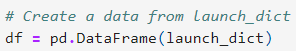 # Create a data from launch_dict
df = pd.DataFrame(launch_dict)